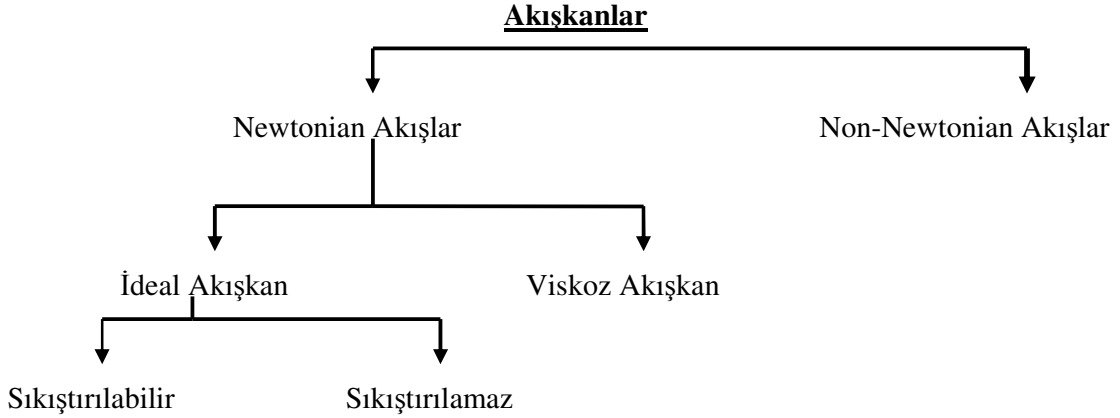 Akışkanlar
Newtonian Akışlar Non-Newtonian Akışlar
İdeal Akışkan Viskoz Akışkan
Sıkıştırılabilir Sıkıştırılamaz